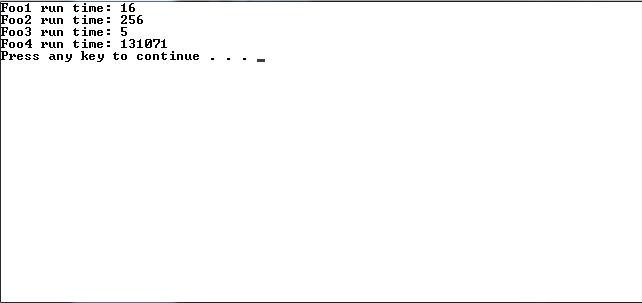 Foo1 run time: 16
Foo2 run time: 256
Foo3 run time: 5
Foo4 run time: 131071
Press any key to continue . . . _